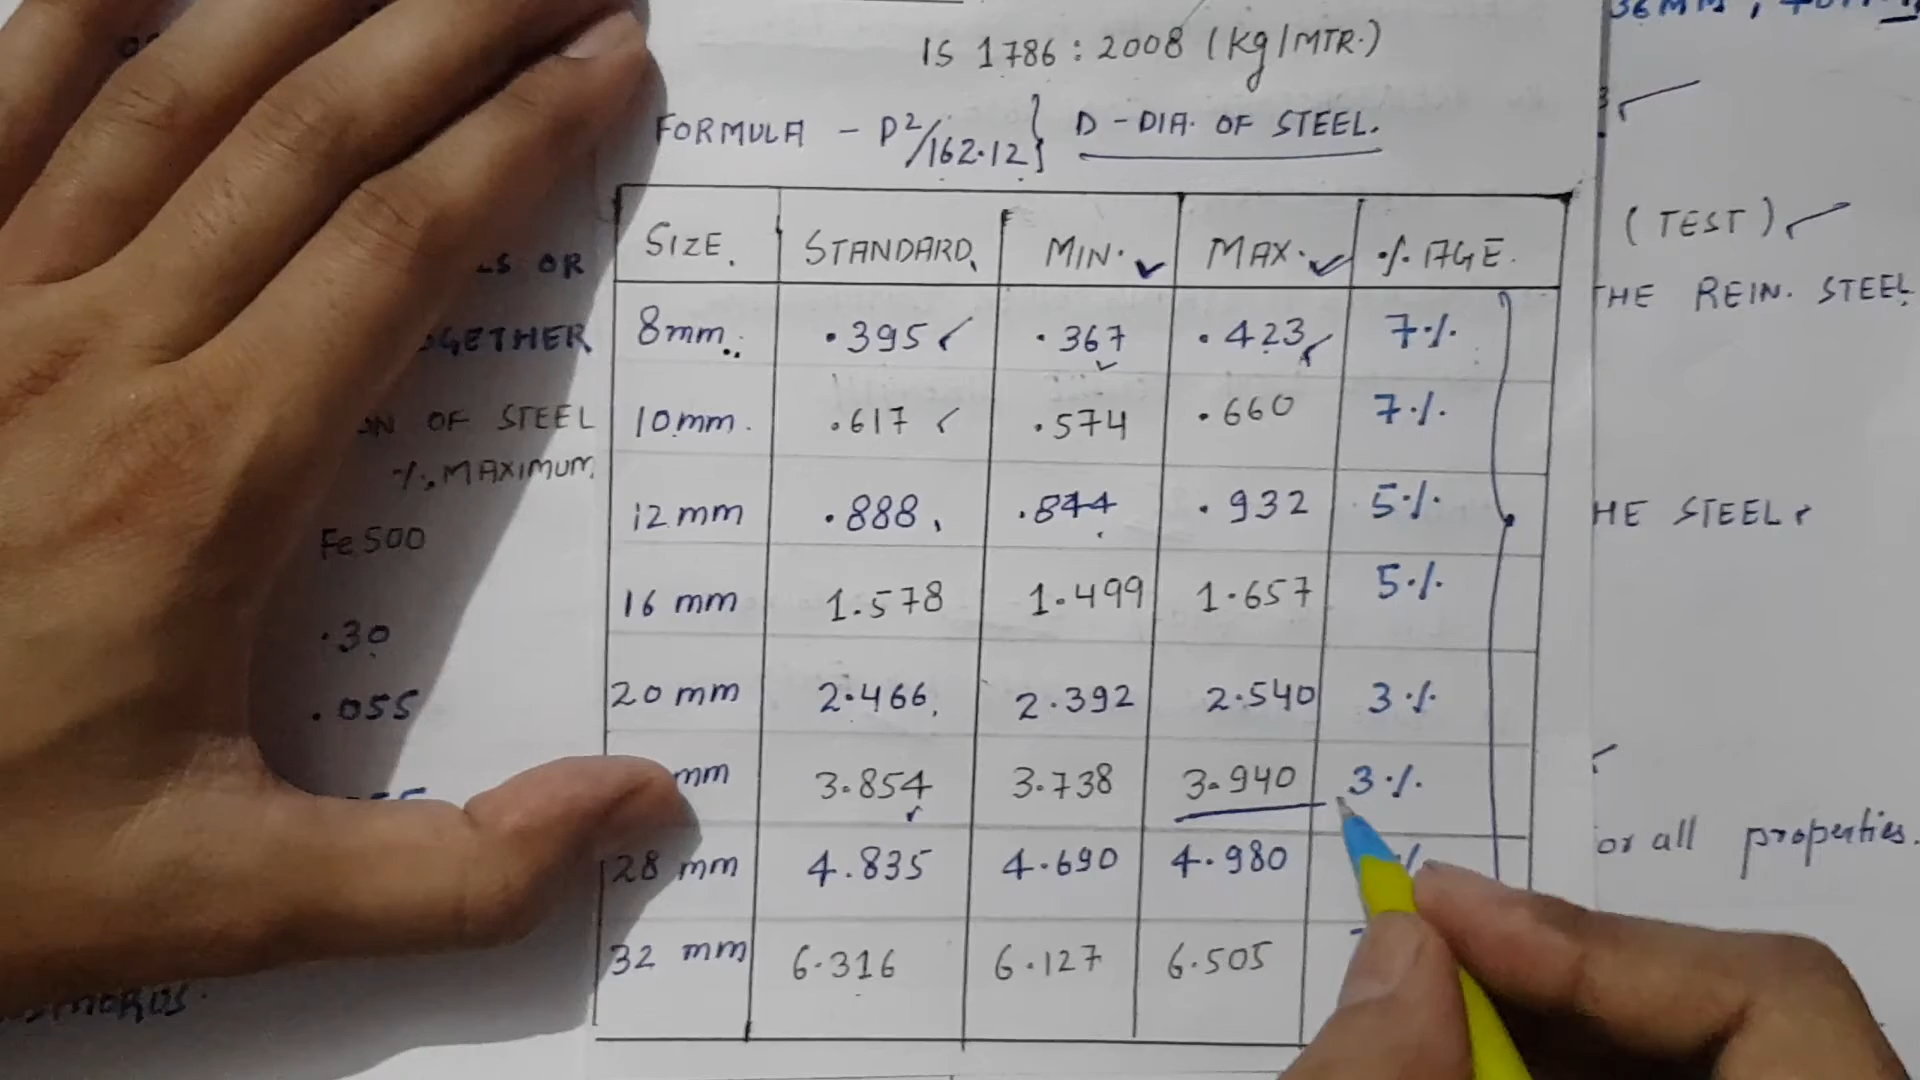 36MM,
IS 1786:2008 (Kg/MTR.)
FORMULA - D²/162.12} D-DIA. OF STEEL.
(TEST)
SIZE. STANDARD. MIN. MAX. %AGE.
LS OR
THE REIN. STEEL
8mm. .395 .367 .423 7%
OGETHER
10mm. .617 .574 .660 7%
ON OF STEEL
%. MAXIMUM
12mm .888 .844 .932 5%
HE STEEL
Fe 500
16 mm 1.578 1.499 1.657 5%
.30
20 mm 2.466 2.392 2.540 3%
.055
mm 3.854 3.738 3.940 3%
or all properties.
28 mm 4.835 4.690 4.980 %
32 mm 6.316 6.127 6.505